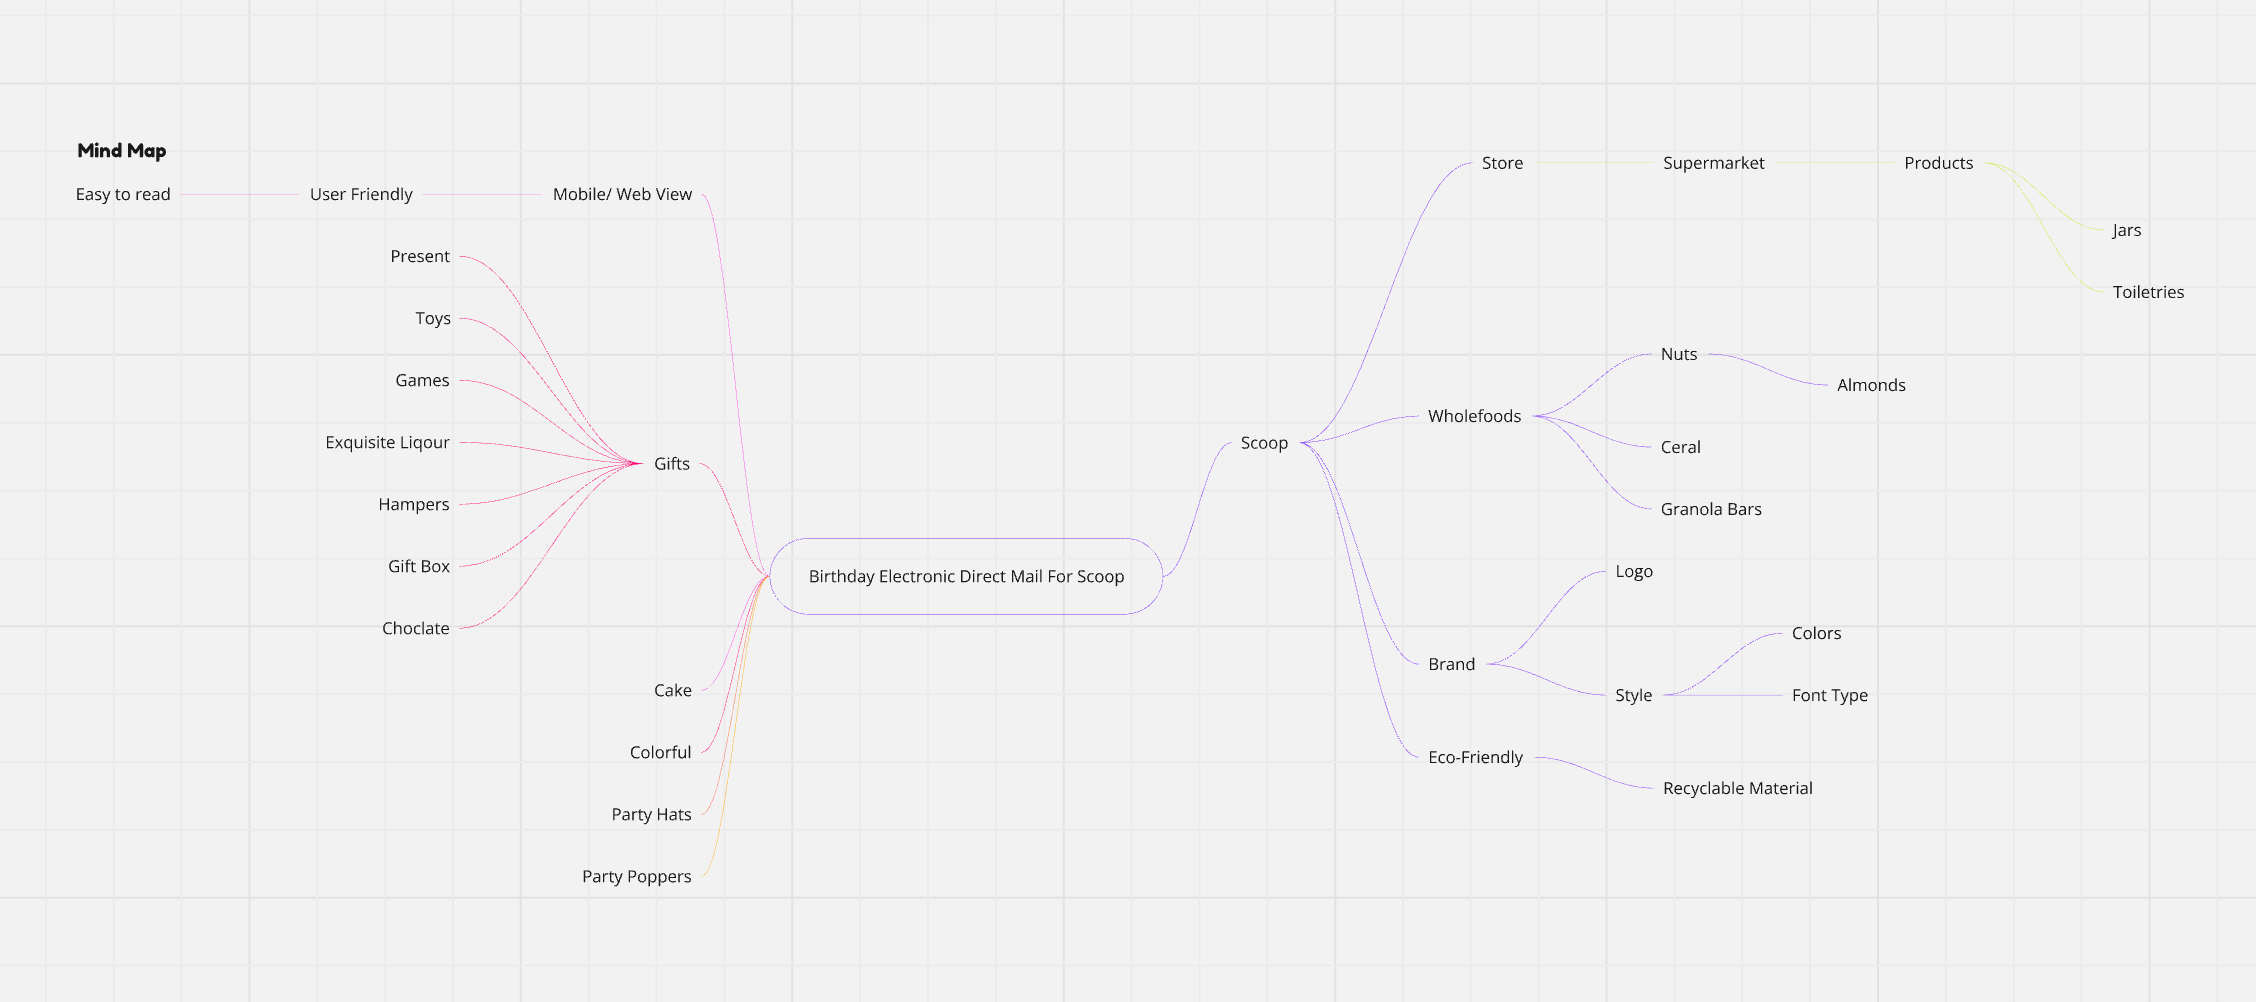 Mind Map
Easy to read
User Friendly
Mobile/ Web View
Present
Toys
Games
Exquisite Liqour
Hampers
Gift Box
Choclate
Gifts
Cake
Colorful
Party Hats
Party Poppers
Birthday Electronic Direct Mail For Scoop
Scoop
Store
Supermarket
Products
Jars
Toiletries
Wholefoods
Nuts
Almonds
Ceral
Granola Bars
Brand
Logo
Style
Colors
Font Type
Eco-Friendly
Recyclable Material